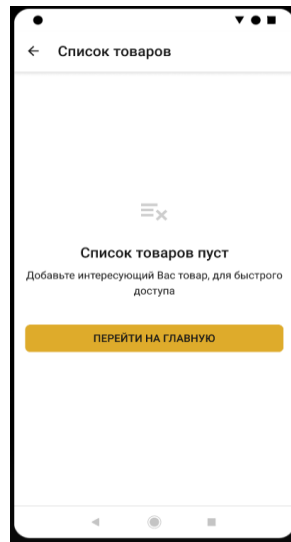 Список товаров
Список товаров пуст
Добавьте интересующий Вас товар, для быстрого
доступа
ПЕРЕЙТИ НА ГЛАВНУЮ